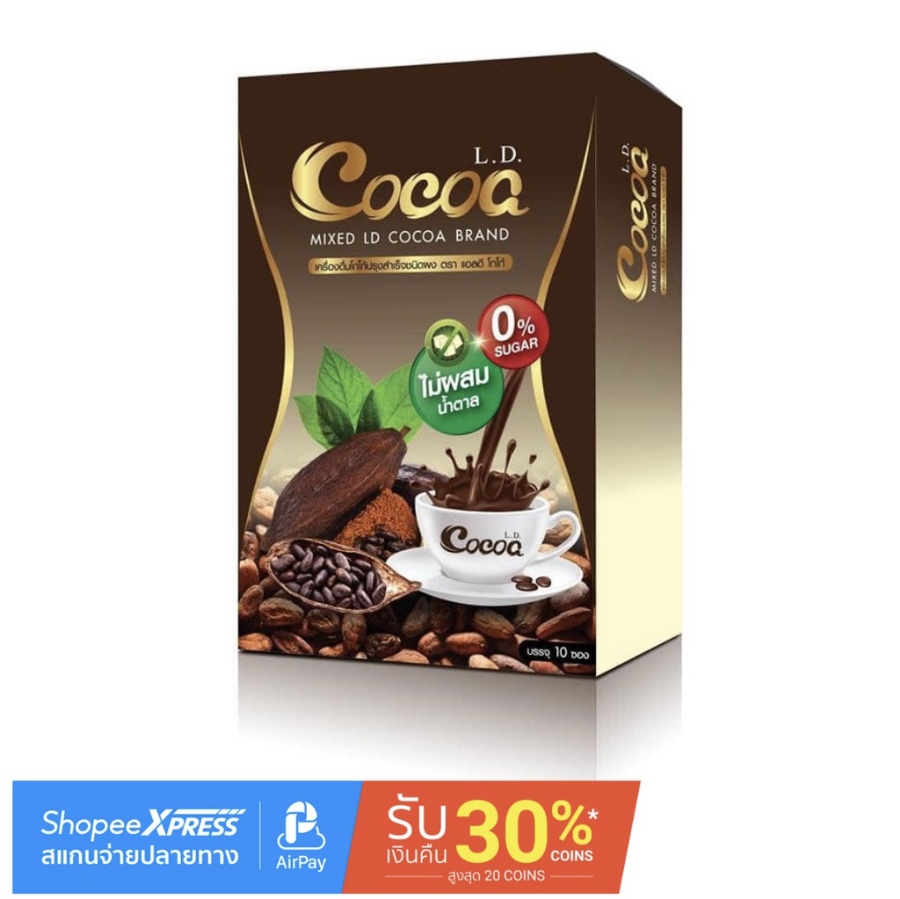 L.D.
Cocoa
MIXED LD COCOA BRAND
เครื่องดื่มโกโก้ปรุงสำเร็จชนิดผง ตรา แอลดี โกโก้
0%
SUGAR
ไม่ผสม
น้ำตาล
L.D.
Cocoa
บรรจุ 10 ซอง
L.D.
Cocoa
MIXED LD COCOA BRAND
ShopeeXPRESS
สแกนจ่ายปลายทาง
AirPay
รับ
เงินคืน
30%*
COINS
สูงสุด 20 COINS